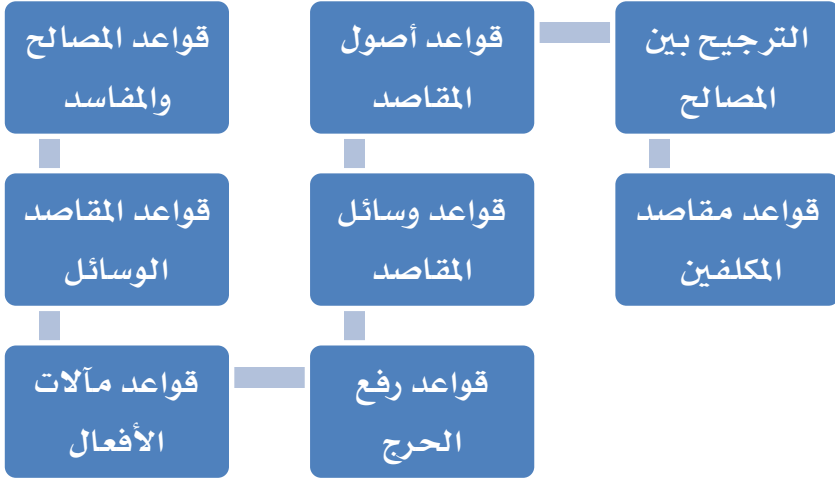 قواعد المصالح
والمفاسد
قواعد المقاصد
الوسائل
قواعد مآلات
الأفعال
قواعد رفع
الحرج
قواعد وسائل
المقاصد
قواعد أصول
المقاصد
الترجيح بين
المصالح
قواعد مقاصد
المكلفين